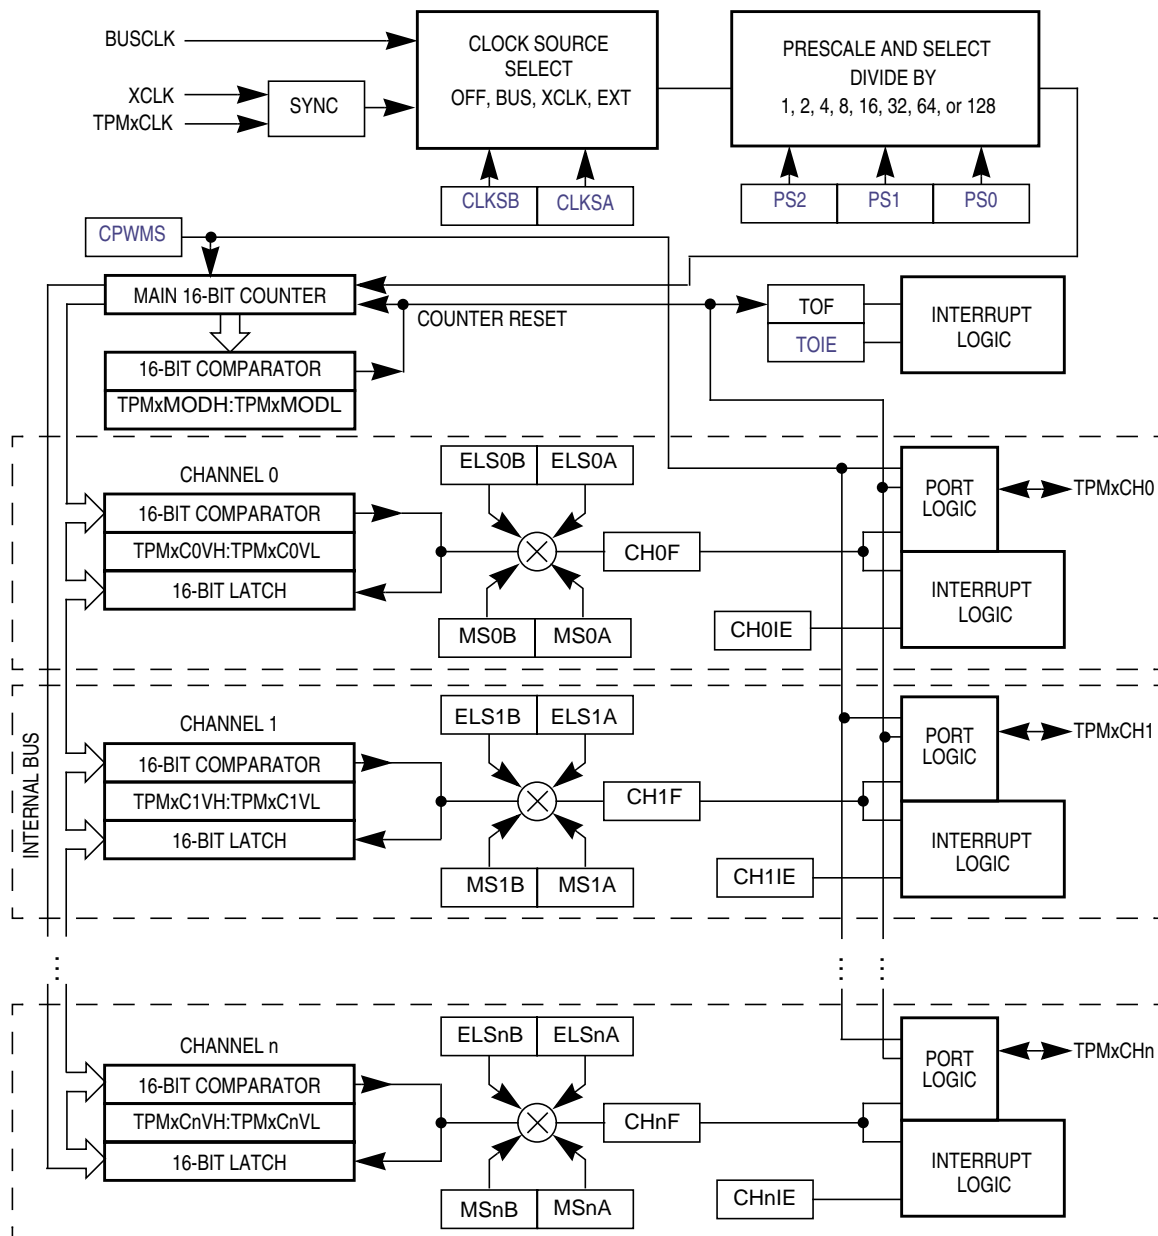 BUSCLK
XCLK
TPMxCLK
SYNC
CLOCK SOURCE
SELECT
OFF, BUS, XCLK, EXT
PRESCALE AND SELECT
DIVIDE BY
1, 2, 4, 8, 16, 32, 64, or 128
CLKSB
CLKSA
PS2
PS1
PS0
CPWMS
MAIN 16-BIT COUNTER
COUNTER RESET
TOF
TOIE
INTERRUPT
LOGIC
16-BIT COMPARATOR
TPMxMODH:TPMxMODL
INTERNAL BUS
CHANNEL 0
16-BIT COMPARATOR
TPMxC0VH:TPMxC0VL
16-BIT LATCH
ELS0B
ELS0A
MS0B
MS0A
CH0F
CH0IE
PORT
LOGIC
TPMxCH0
INTERRUPT
LOGIC
CHANNEL 1
16-BIT COMPARATOR
TPMxC1VH:TPMxC1VL
16-BIT LATCH
ELS1B
ELS1A
MS1B
MS1A
CH1F
CH1IE
PORT
LOGIC
TPMxCH1
INTERRUPT
LOGIC
...
...
...
CHANNEL n
16-BIT COMPARATOR
TPMxCnVH:TPMxCnVL
16-BIT LATCH
ELSnB
ELSnA
MSnB
MSnA
CHnF
CHnIE
PORT
LOGIC
TPMxCHn
INTERRUPT
LOGIC